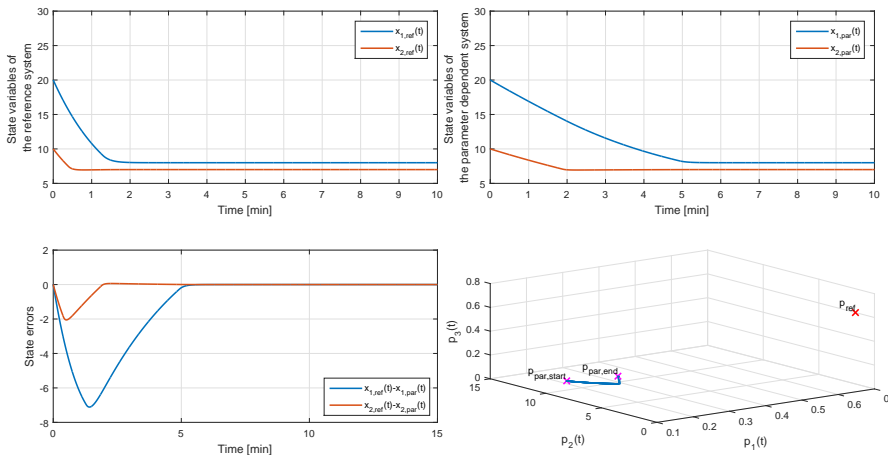 30
25
20
15
10
5
State variables of
the reference system
0 1 2 3 4 5 6 7 8 9 10
Time [min]
x1,ref(t)
x2,ref(t)
30
25
20
15
10
5
State variables of
the parameter dependent system
0 1 2 3 4 5 6 7 8 9 10
Time [min]
x1,par(t)
x2,par(t)
2
0
-2
-4
-6
-8
State errors
0 5 10 15
Time [min]
x1,ref(t)-x1,par(t)
x2,ref(t)-x2,par(t)
0.8
0.6
0.4
0.2
0
p3(t)
pref
ppar,start
ppar,end
15 10 5 0
p2(t)
0.1 0.2 0.3 0.4 0.5 0.6
p1(t)